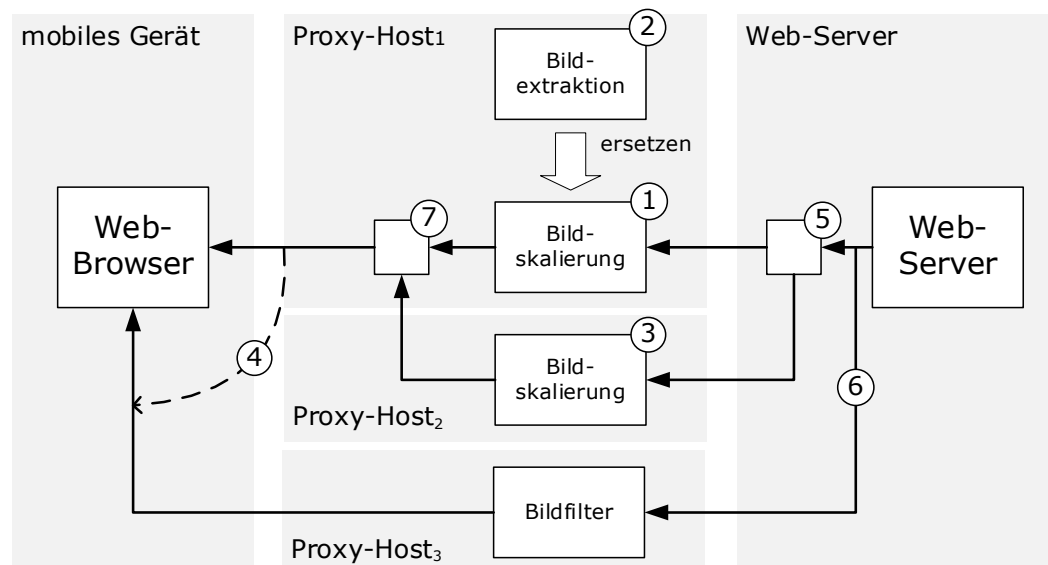 mobiles Gerät
Proxy-Host1
2
Bild-
extraktion
Web-Server
ersetzen
1
7
5
Web-
Browser
Bild-
skalierung
Web-
Server
3
4
Bild-
skalierung
6
Proxy-Host2
Bildfilter
Proxy-Host3